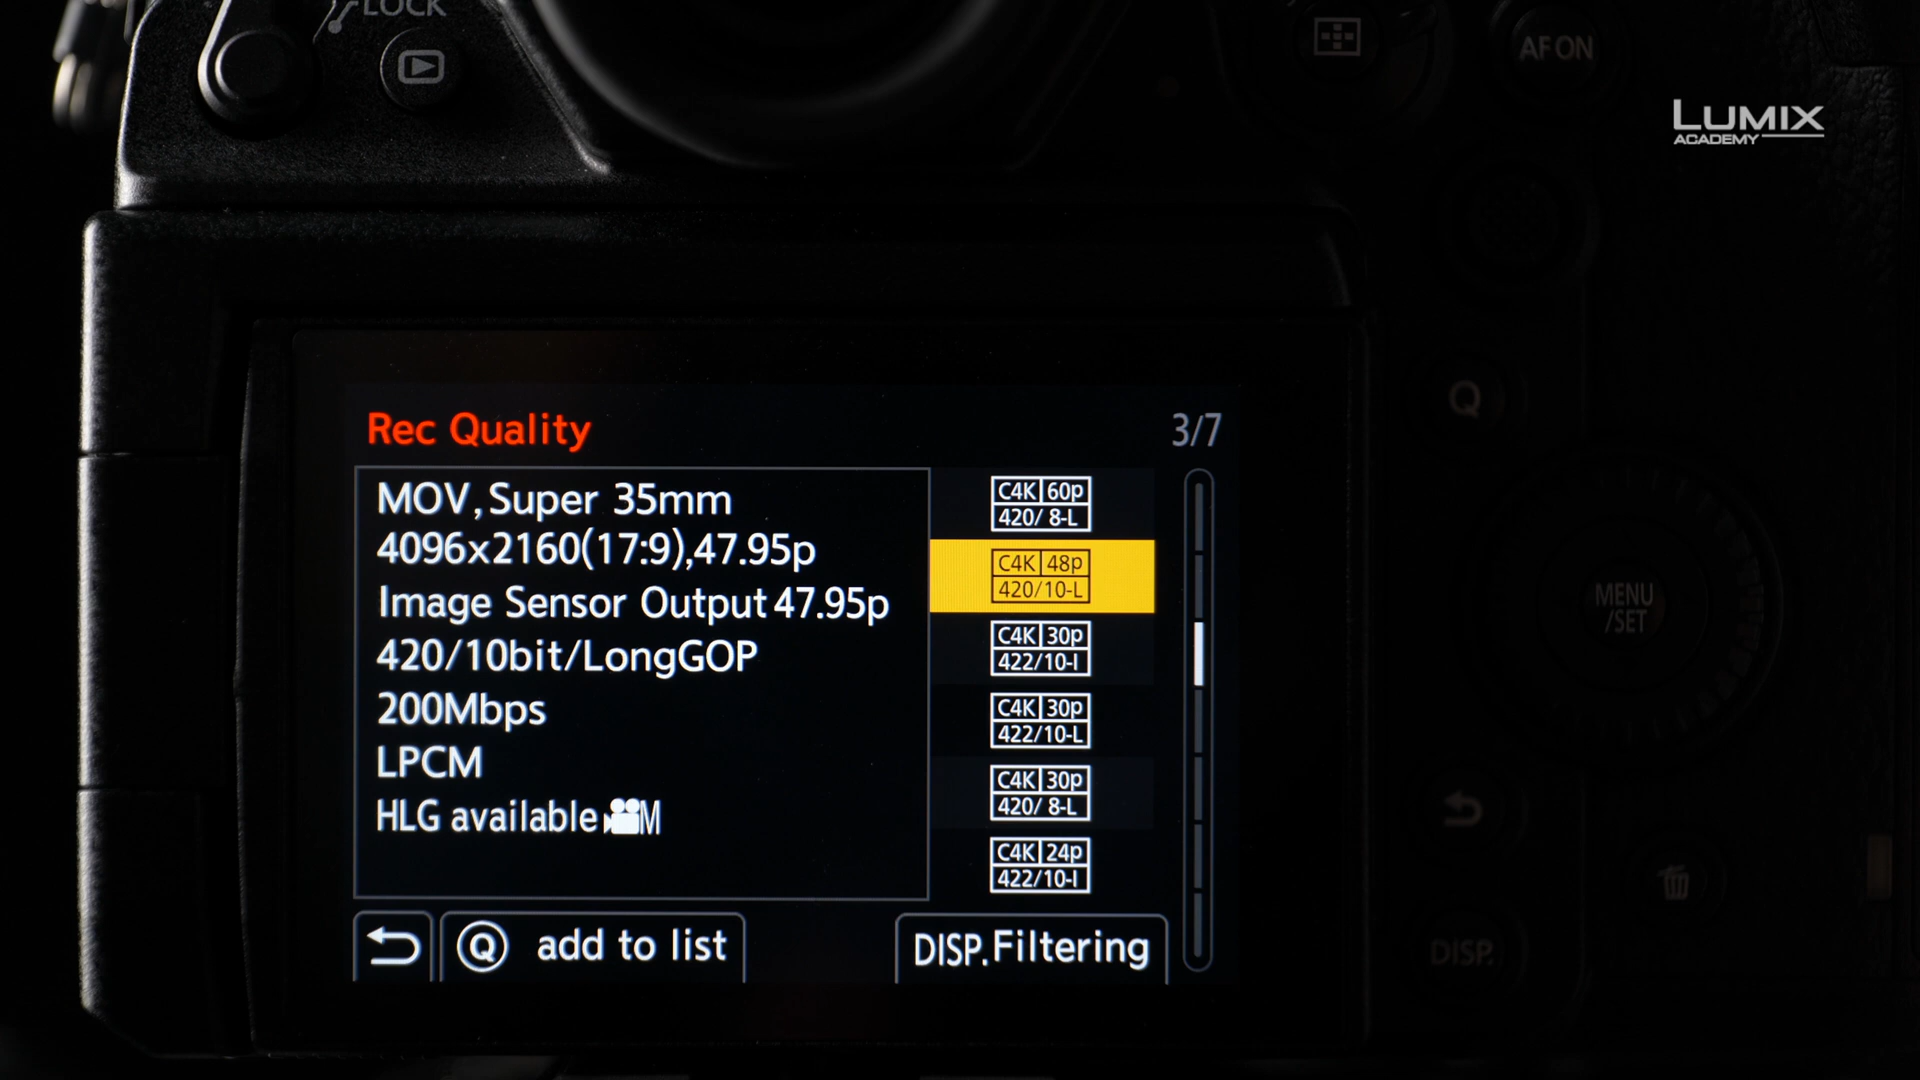 LOCK
AF ON
LUMIX
ACADEMY
Rec Quality
3/7
MOV,Super 35mm
4096x2160(17:9),47.95p
Image Sensor Output 47.95p
420/10bit/LongGOP
200Mbps
LPCM
HLG available M
C4K 60p
420/ 8-L
C4K 48p
420/10-L
C4K 30p
422/10-I
C4K 30p
422/10-L
C4K 30p
420/ 8-L
C4K 24p
422/10-I
Q add to list
DISP.Filtering
Q
MENU
/SET
DISP.